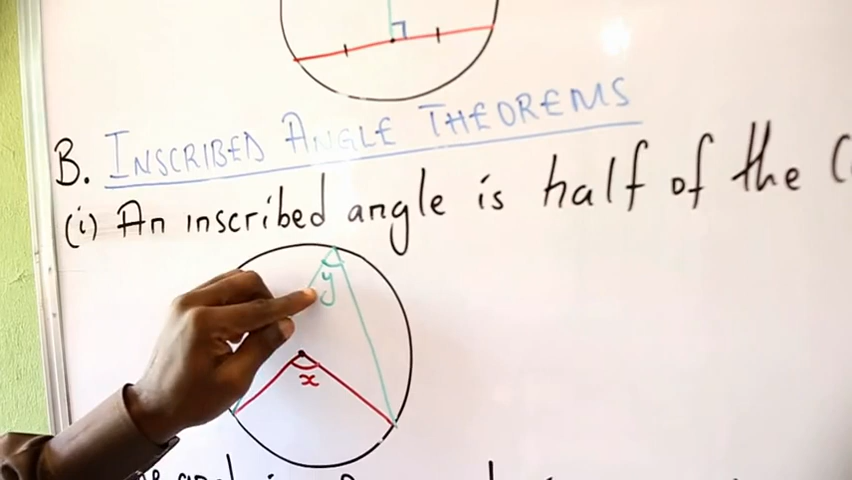 B. INSCRIBED ANGLE THEOREMS
(i) An inscribed angle is half of the
y
x